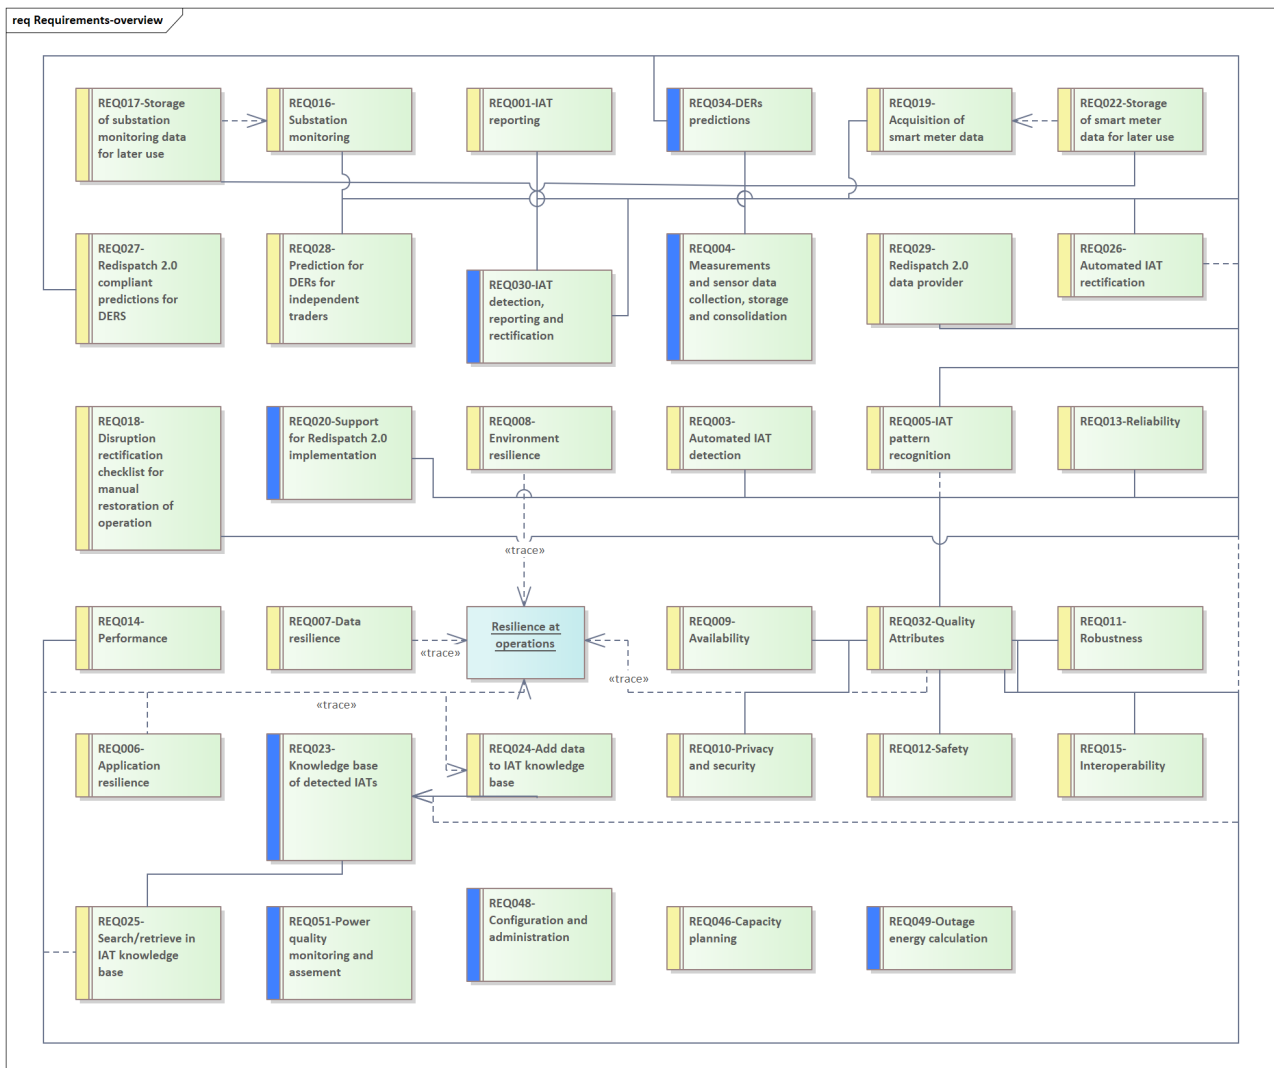 req Requirements-overview
REQ017-Storage
of substation
monitoring data
for later use
REQ016-
Substation
monitoring
REQ001-IAT
reporting
REQ034-DERs
predictions
REQ019-
Acquisition of
smart meter data
REQ022-Storage
of smart meter
data for later use
REQ027-
Redispatch 2.0
compliant
predictions for
DERS
REQ028-
Prediction for
DERs for
independent
traders
REQ030-IAT
detection,
reporting and
rectification
REQ004-
Measurements
and sensor data
collection, storage
and consolidation
REQ029-
Redispatch 2.0
data provider
REQ026-
Automated IAT
rectification
REQ018-
Disruption
rectification
checklist for
manual
restoration of
operation
REQ020-Support
for Redispatch 2.0
implementation
REQ008-
Environment
resilience
REQ003-
Automated IAT
detection
REQ005-IAT
pattern
recognition
REQ013-Reliability
«trace»
REQ014-
Performance
REQ007-Data
resilience
«trace»
Resilience at
operations
«trace»
REQ009-
Availability
REQ032-Quality
Attributes
REQ011-
Robustness
«trace»
REQ006-
Application
resilience
REQ023-
Knowledge base
of detected IATs
REQ024-Add data
to IAT knowledge
base
REQ010-Privacy
and security
REQ012-Safety
REQ015-
Interoperability
REQ025-
Search/retrieve in
IAT knowledge
base
REQ051-Power
quality
monitoring and
assement
REQ048-
Configuration and
administration
REQ046-Capacity
planning
REQ049-Outage
energy calculation